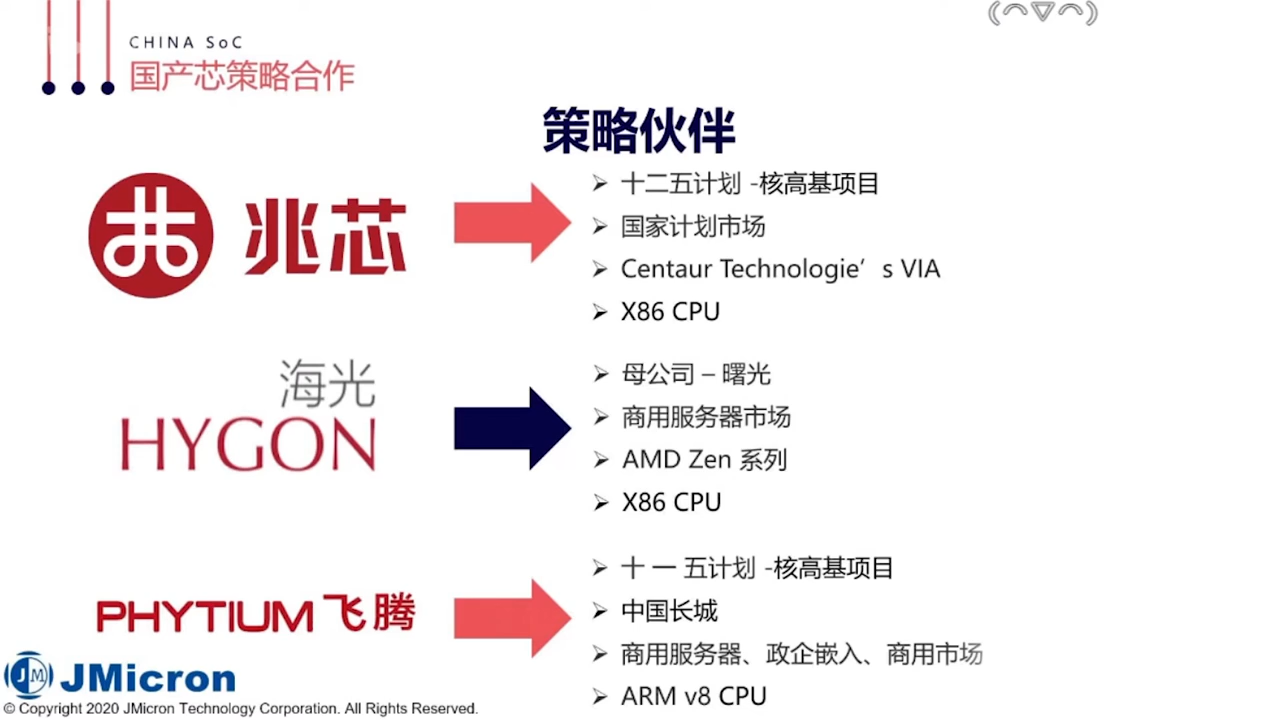 CHINA SoC
国产芯策略合作
策略伙伴
兆芯
十二五计划 -核高基项目
国家计划市场
Centaur Technologie’s VIA
X86 CPU
海光
HYGON
母公司 – 曙光
商用服务器市场
AMD Zen 系列
X86 CPU
PHYTIUM 飞腾
十 一 五计划 -核高基项目
中国长城
商用服务器、政企嵌入、商用市场
ARM v8 CPU
JM JMicron
© Copyright 2020 JMicron Technology Corporation. All Rights Reserved.